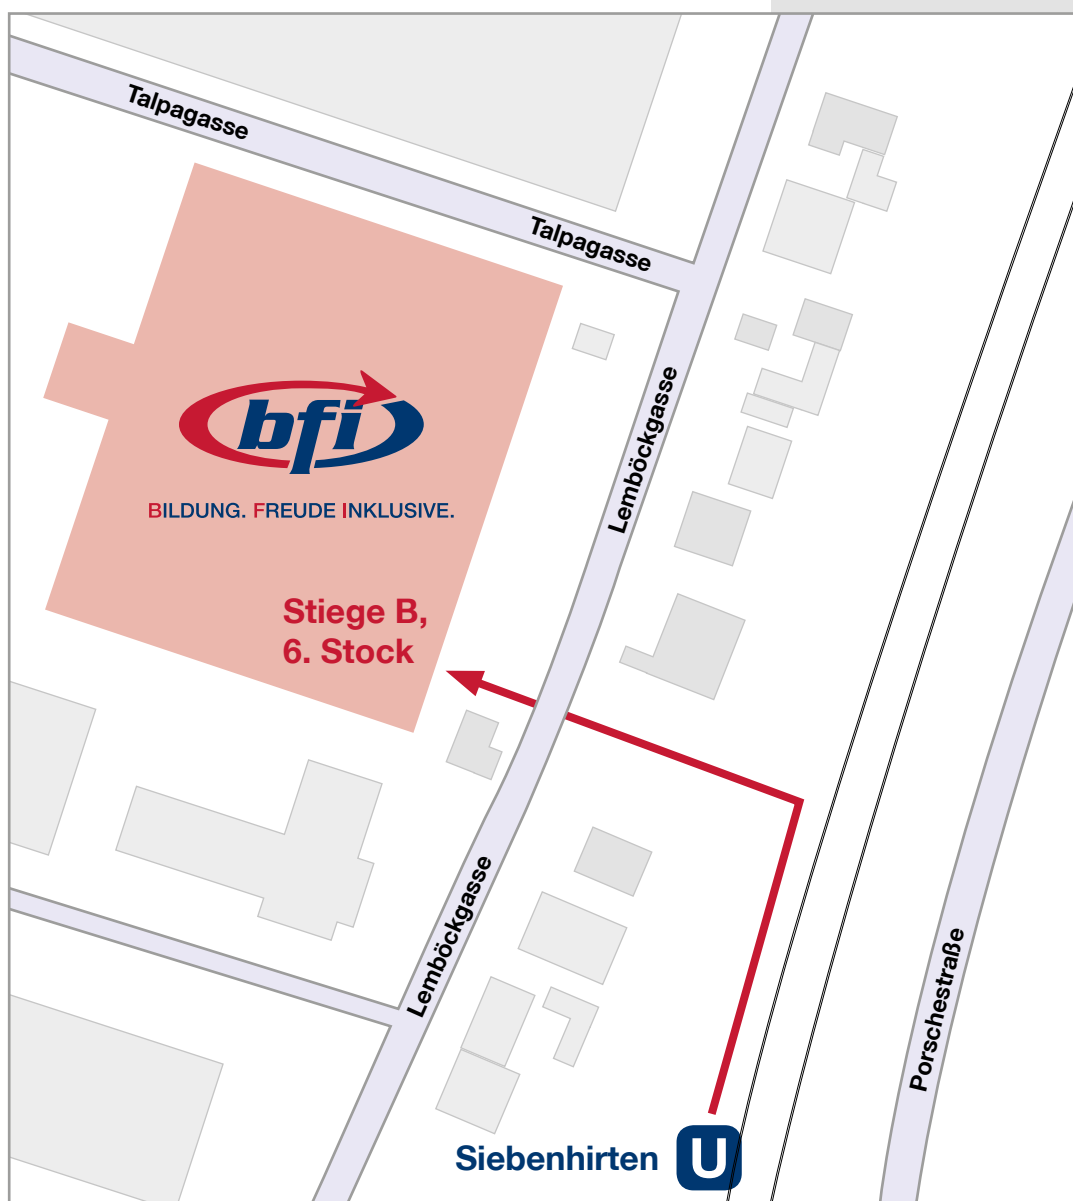 Talpagasse
Talpagasse
Lemböckgasse
bfi
BILDUNG. FREUDE INKLUSIVE.
Stiege B,
6. Stock
Lemböckgasse
Porschestraße
Siebenhirten U